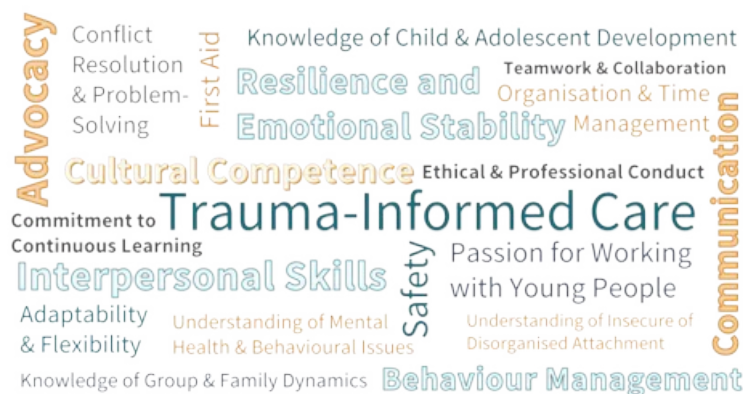 Advocacy
Conflict
Resolution
& Problem-
Solving
First Aid
Knowledge of Child & Adolescent Development
Resilience and
Emotional Stability
Teamwork & Collaboration
Organisation & Time
Management
Communication
Cultural Competence
Ethical & Professional Conduct
Commitment to
Continuous Learning
Trauma-Informed Care
Interpersonal Skills
Safety
Passion for Working
with Young People
Adaptability
& Flexibility
Understanding of Mental
Health & Behavioural Issues
Understanding of Insecure of
Disorganised Attachment
Knowledge of Group & Family Dynamics
Behaviour Management